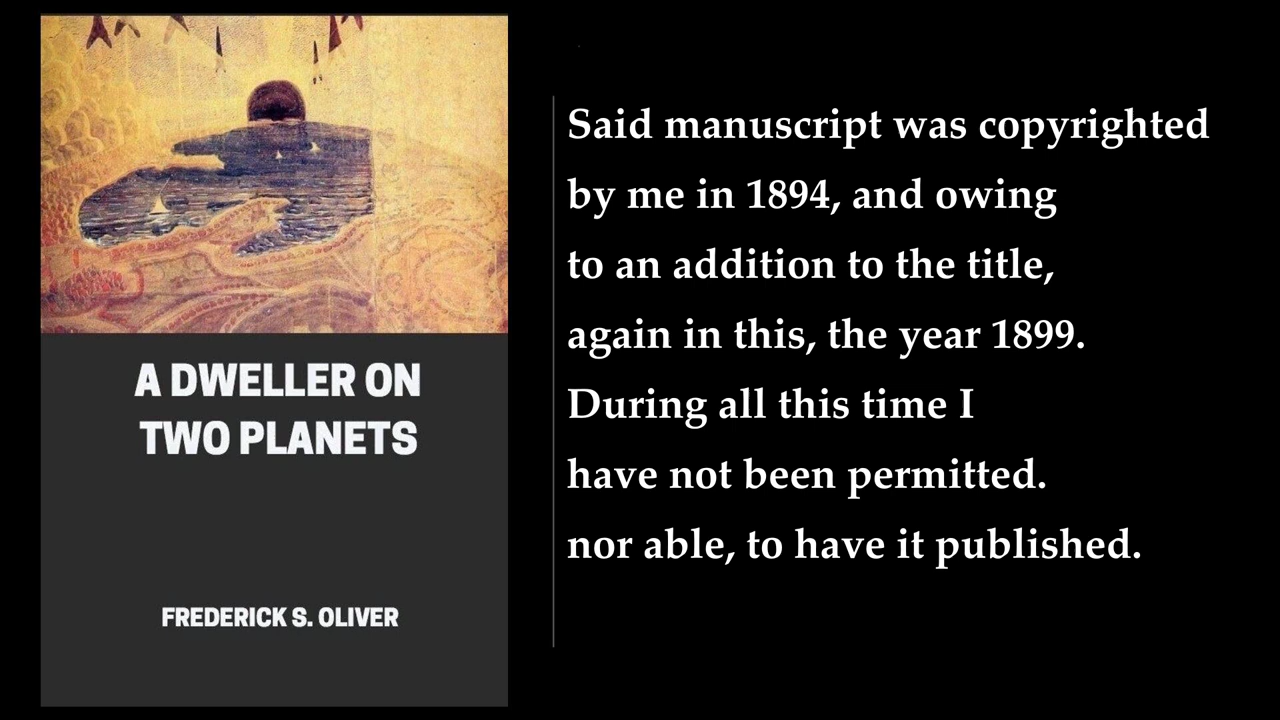 A DWELLER ON
TWO PLANETS
FREDERICK S. OLIVER
Said manuscript was copyrighted
by me in 1894, and owing
to an addition to the title,
again in this, the year 1899.
During all this time I
have not been permitted.
nor able, to have it published.